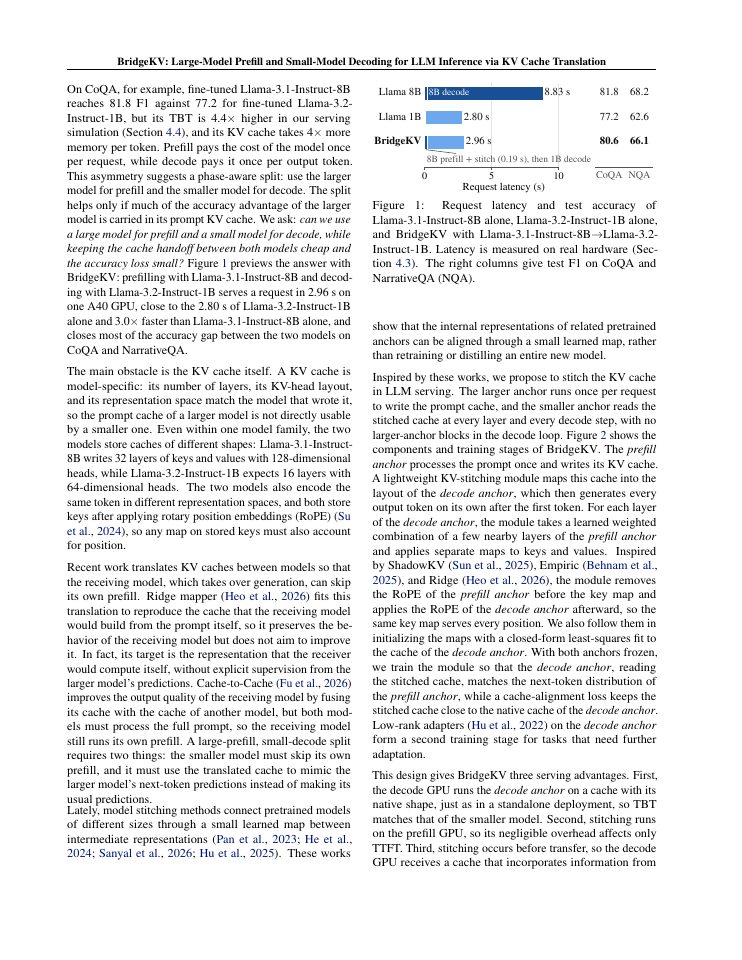 BridgeKV: Large-Model Prefill and Small-Model Decoding for LLM Inference via KV Cache Translation
On CoQA, for example, fine-tuned Llama-3.1-Instruct-8B
reaches 81.8 F1 against 77.2 for fine-tuned Llama-3.2-
Instruct-1B, but its TBT is 4.4× higher in our serving
simulation (Section 4.4), and its KV cache takes 4× more
memory per token. Prefill pays the cost of the model once
per request, while decode pays it once per output token.
This asymmetry suggests a phase-aware split: use the larger
model for prefill and the smaller model for decode. The split
helps only if much of the accuracy advantage of the larger
model is carried in its prompt KV cache. We ask: can we use
a large model for prefill and a small model for decode, while
keeping the cache handoff between both models cheap and
the accuracy loss small? Figure 1 previews the answer with
BridgeKV: prefilling with Llama-3.1-Instruct-8B and decod-
ing with Llama-3.2-Instruct-1B serves a request in 2.96 s on
one A40 GPU, close to the 2.80 s of Llama-3.2-Instruct-1B
alone and 3.0× faster than Llama-3.1-Instruct-8B alone, and
closes most of the accuracy gap between the two models on
CoQA and NarrativeQA.
The main obstacle is the KV cache itself. A KV cache is
model-specific: its number of layers, its KV-head layout,
and its representation space match the model that wrote it,
so the prompt cache of a larger model is not directly usable
by a smaller one. Even within one model family, the two
models store caches of different shapes: Llama-3.1-Instruct-
8B writes 32 layers of keys and values with 128-dimensional
heads, while Llama-3.2-Instruct-1B expects 16 layers with
64-dimensional heads. The two models also encode the
same token in different representation spaces, and both store
keys after applying rotary position embeddings (RoPE) (Su
et al., 2024), so any map on stored keys must also account
for position.
Recent work translates KV caches between models so that
the receiving model, which takes over generation, can skip
its own prefill. Ridge mapper (Heo et al., 2026) fits this
translation to reproduce the cache that the receiving model
would build from the prompt itself, so it preserves the be-
havior of the receiving model but does not aim to improve
it. In fact, its target is the representation that the receiver
would compute itself, without explicit supervision from the
larger model's predictions. Cache-to-Cache (Fu et al., 2026)
improves the output quality of the receiving model by fusing
its cache with the cache of another model, but both mod-
els must process the full prompt, so the receiving model
still runs its own prefill. A large-prefill, small-decode split
requires two things: the smaller model must skip its own
prefill, and it must use the translated cache to mimic the
larger model's next-token predictions instead of making its
usual predictions.
Lately, model stitching methods connect pretrained models
of different sizes through a small learned map between
intermediate representations (Pan et al., 2023; He et al.,
2024; Sanyal et al., 2026; Hu et al., 2025). These works
Llama 8B 8B decode 8.83 s 81.8 68.2
Llama 1B 2.80 s 77.2 62.6
BridgeKV 2.96 s 80.6 66.1
8B prefill + stitch (0.19 s), then 1B decode
0 5 10 CoQA NQA
Request latency (s)
Figure 1: Request latency and test accuracy of
Llama-3.1-Instruct-8B alone, Llama-3.2-Instruct-1B alone,
and BridgeKV with Llama-3.1-Instruct-8B→Llama-3.2-
Instruct-1B. Latency is measured on real hardware (Sec-
tion 4.3). The right columns give test F1 on CoQA and
NarrativeQA (NQA).
show that the internal representations of related pretrained
anchors can be aligned through a small learned map, rather
than retraining or distilling an entire new model.
Inspired by these works, we propose to stitch the KV cache
in LLM serving. The larger anchor runs once per request
to write the prompt cache, and the smaller anchor reads the
stitched cache at every layer and every decode step, with no
larger-anchor blocks in the decode loop. Figure 2 shows the
components and training stages of BridgeKV. The prefill
anchor processes the prompt once and writes its KV cache.
A lightweight KV-stitching module maps this cache into the
layout of the decode anchor, which then generates every
output token on its own after the first token. For each layer
of the decode anchor, the module takes a learned weighted
combination of a few nearby layers of the prefill anchor
and applies separate maps to keys and values. Inspired
by ShadowKV (Sun et al., 2025), Empiric (Behnam et al.,
2025), and Ridge (Heo et al., 2026), the module removes
the RoPE of the prefill anchor before the key map and
applies the RoPE of the decode anchor afterward, so the
same key map serves every position. We also follow them in
initializing the maps with a closed-form least-squares fit to
the cache of the decode anchor. With both anchors frozen,
we train the module so that the decode anchor, reading
the stitched cache, matches the next-token distribution of
the prefill anchor, while a cache-alignment loss keeps the
stitched cache close to the native cache of the decode anchor.
Low-rank adapters (Hu et al., 2022) on the decode anchor
form a second training stage for tasks that need further
adaptation.
This design gives BridgeKV three serving advantages. First,
the decode GPU runs the decode anchor on a cache with its
native shape, just as in a standalone deployment, so TBT
matches that of the smaller model. Second, stitching runs
on the prefill GPU, so its negligible overhead affects only
TTFT. Third, stitching occurs before transfer, so the decode
GPU receives a cache that incorporates information from